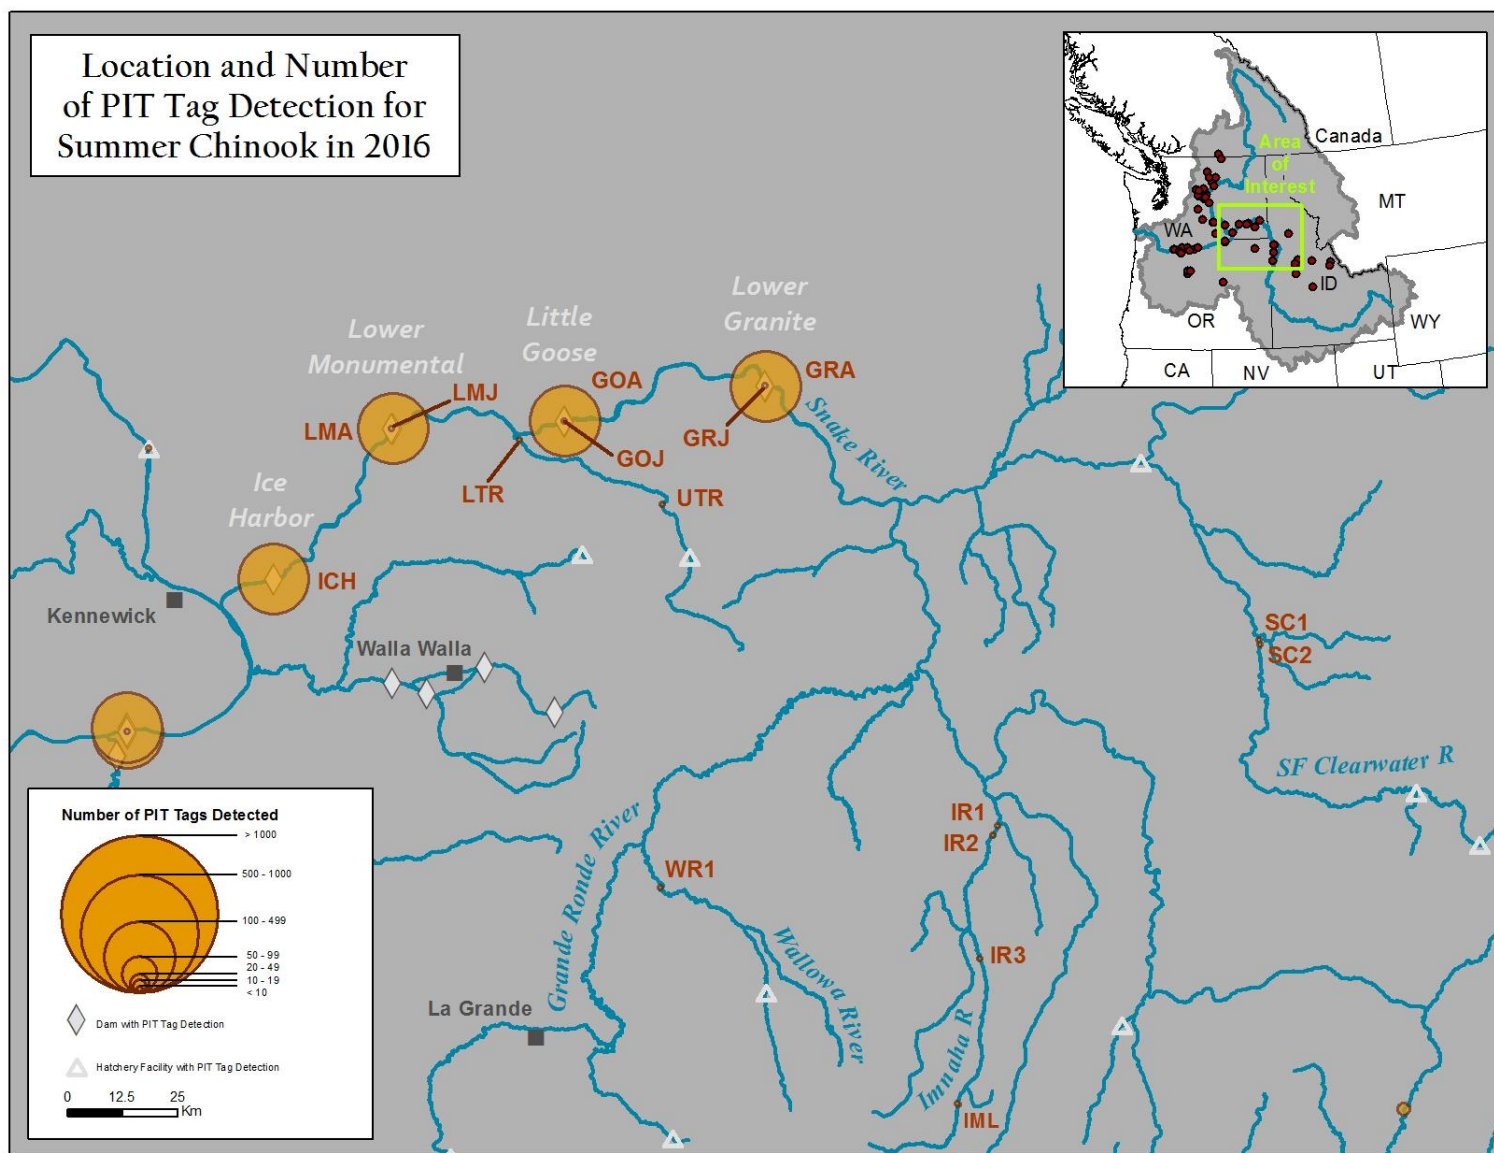 Location and Number
of PIT Tag Detection for
Summer Chinook in 2016
Canada
Area
of
Interest
MT
WA
ID
OR
WY
CA
NV
UT
Lower
Granite
Little
Goose
Lower
Monumental
GOA
GRA
LMJ
LMA
GRJ
GOJ
Snake River
LTR
UTR
Ice
Harbor
ICH
Kennewick
Walla Walla
SC1
SC2
SF Clearwater R
IR1
IR2
WR1
Grande Ronde River
Wallowa River
IR3
La Grande
Imnaha R
IML
Number of PIT Tags Detected
> 1000
500 - 1000
100 - 499
50 - 99
20 - 49
10 - 19
< 10
Dam with PIT Tag Detection
Hatchery Facility with PIT Tag Detection
0 12.5 25
Km